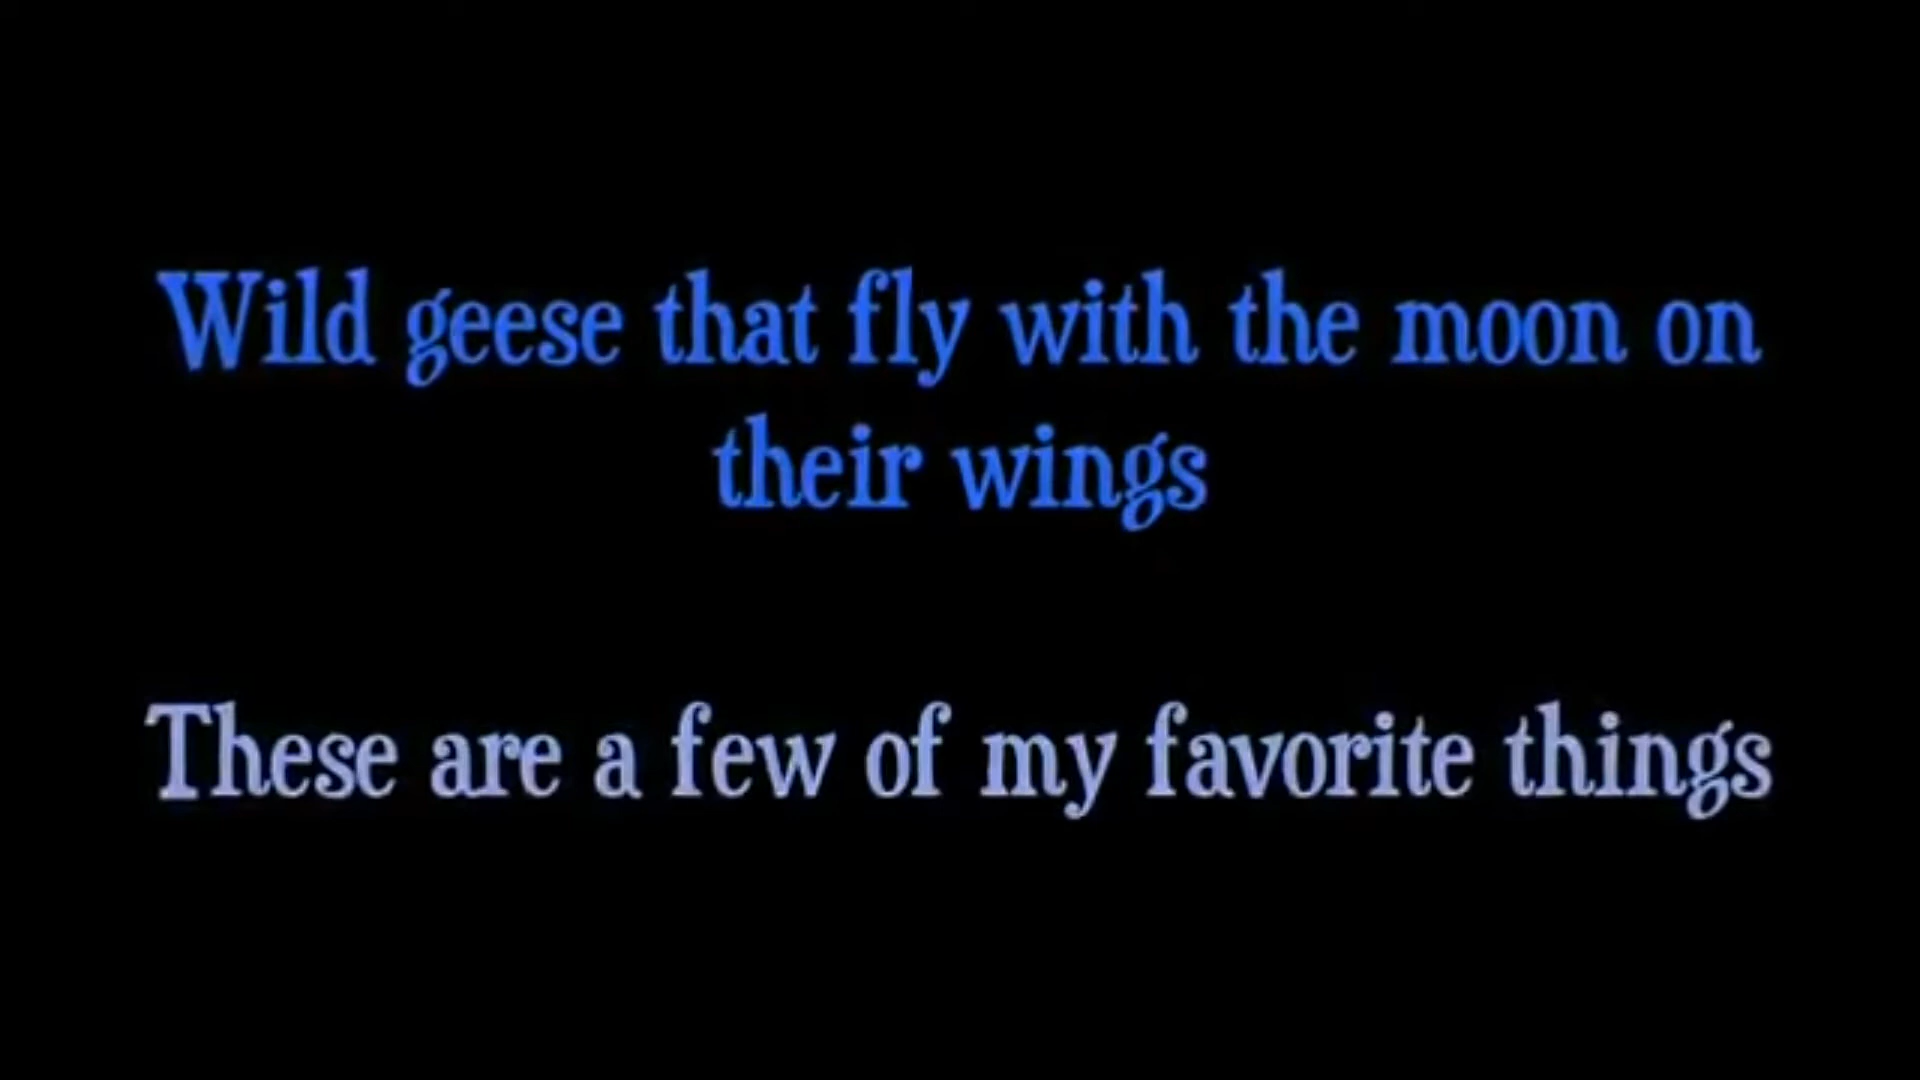 Wild geese that fly with the moon on
their wings
These are a few of my favorite things